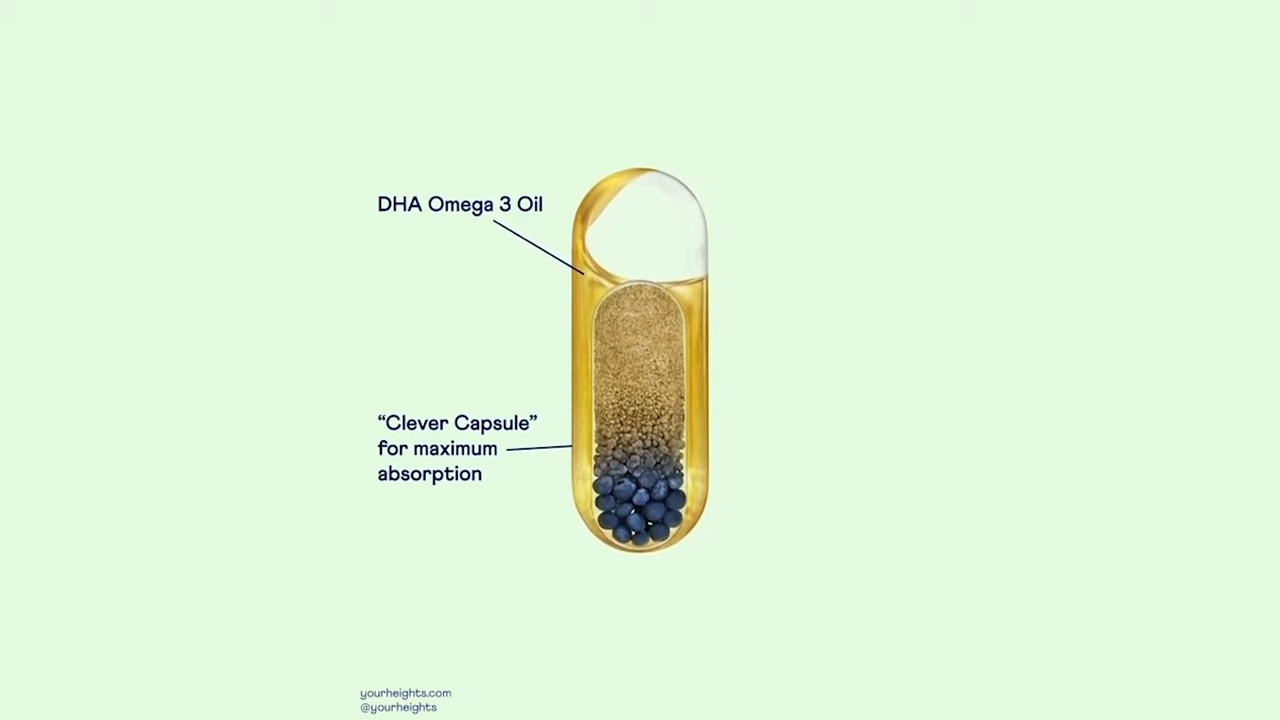 DHA Omega 3 Oil
“Clever Capsule”
for maximum
absorption
yourheights.com
@yourheights